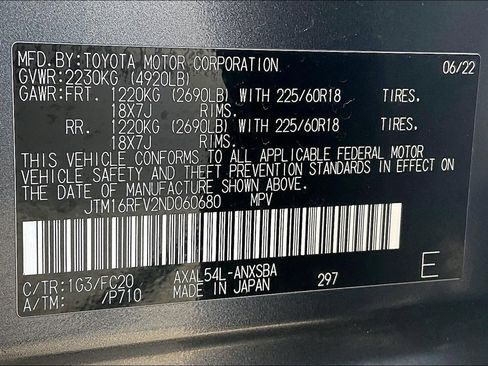 MFD.BY:TOYOTA MOTOR CORPORATION 06/22
GVWR:2230KG (4920LB)
GAWR:FRT. 1220KG (2690LB) WITH 225/60R18 TIRES.
18X7J RIMS.
RR. 1220KG (2690LB) WITH 225/60R18 TIRES.
18X7J RIMS.
THIS VEHICLE CONFORMS TO ALL APPLICABLE FEDERAL MOTOR
VEHICLE SAFETY AND THEFT PREVENTION STANDARDS IN EFFECT ON
THE DATE OF MANUFACTURE SHOWN ABOVE.
JTM16RFV2ND060680 MPV
C/TR:1G3/FC20 AXAL54L-ANXSBA
A/TM: /P710 MADE IN JAPAN 297 E